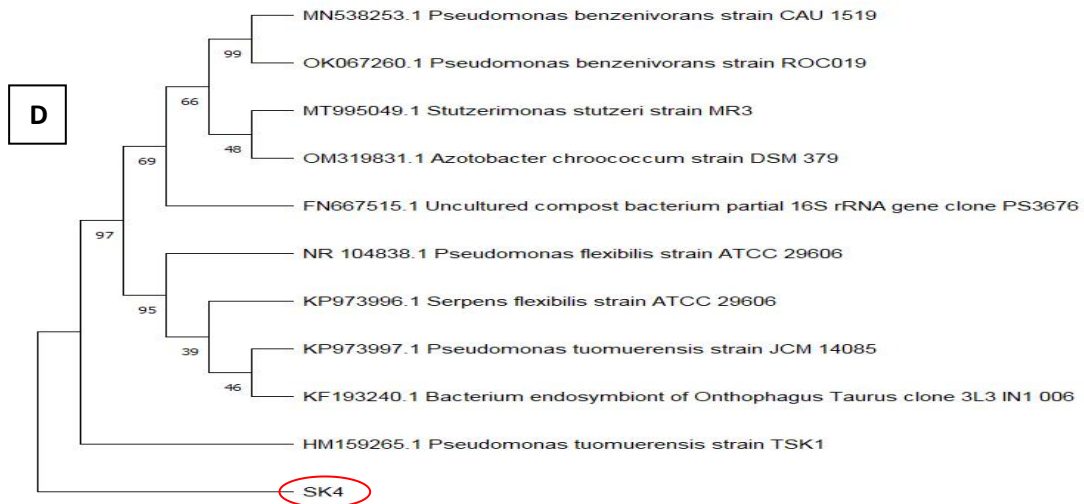 MN538253.1 Pseudomonas benzenivorans strain CAU 1519
99
OK067260.1 Pseudomonas benzenivorans strain ROC019
D
66
MT995049.1 Stutzerimonas stutzeri strain MR3
48
OM319831.1 Azotobacter chroococcum strain DSM 379
69
FN667515.1 Uncultured compost bacterium partial 16S rRNA gene clone PS3676
97
NR 104838.1 Pseudomonas flexibilis strain ATCC 29606
95
KP973996.1 Serpens flexibilis strain ATCC 29606
39
KP973997.1 Pseudomonas tuomuerensis strain JCM 14085
46
KF193240.1 Bacterium endosymbiont of Onthophagus Taurus clone 3L3 IN1 006
HM159265.1 Pseudomonas tuomuerensis strain TSK1
SK4